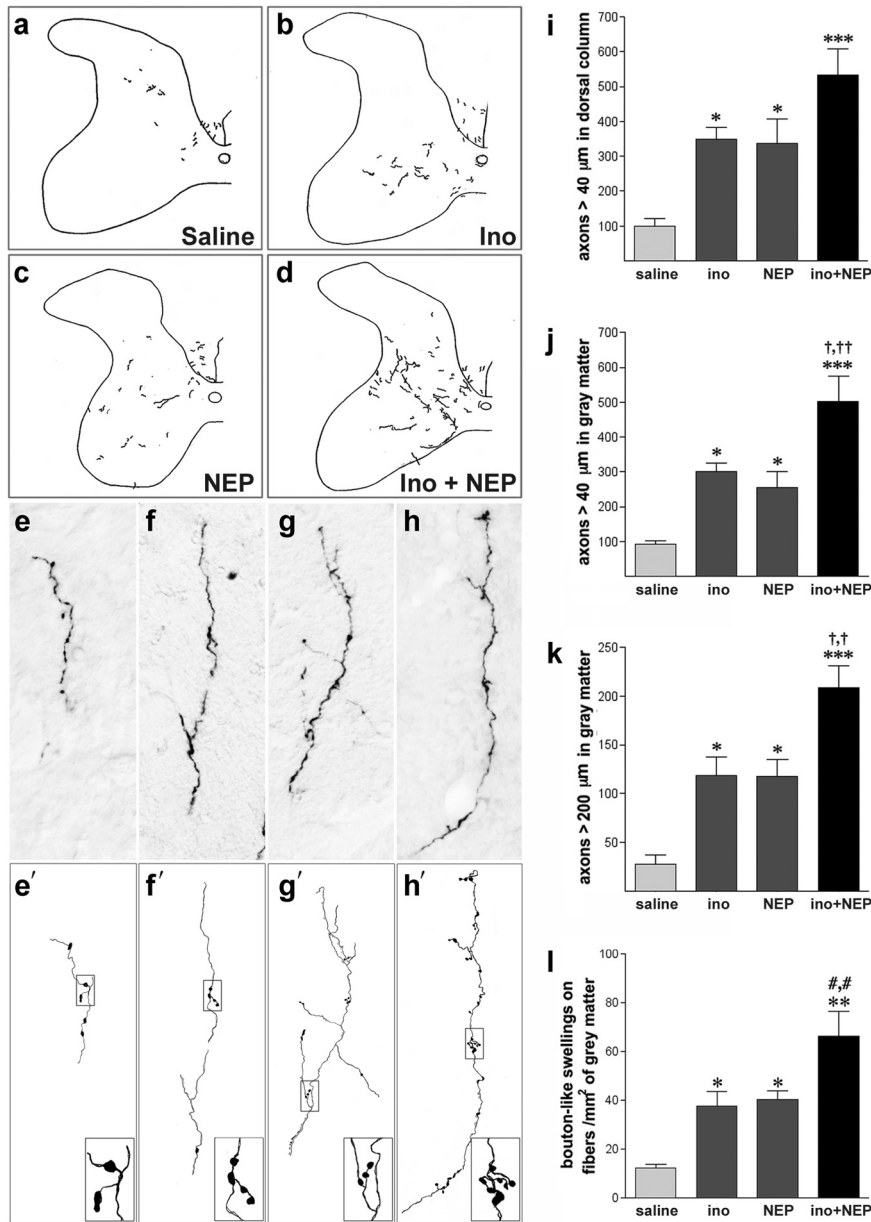 a
Saline
b
Ino
c
NEP
d
Ino + NEP
e
f
g
h
e′
f′
g′
h′
i
axons > 40 µm in dorsal column
700
600
500
400
300
200
100
*
*
***
saline
ino
NEP
ino+NEP
j
axons > 40 µm in gray matter
700
600
500
400
300
200
100
*
*
†,††
***
saline
ino
NEP
ino+NEP
k
axons > 200 µm in gray matter
250
200
150
100
50
*
*
†,†
***
saline
ino
NEP
ino+NEP
l
bouton-like swellings on
fibers /mm² of grey matter
100
80
60
40
20
0
*
*
#,#
**
saline
ino
NEP
ino+NEP